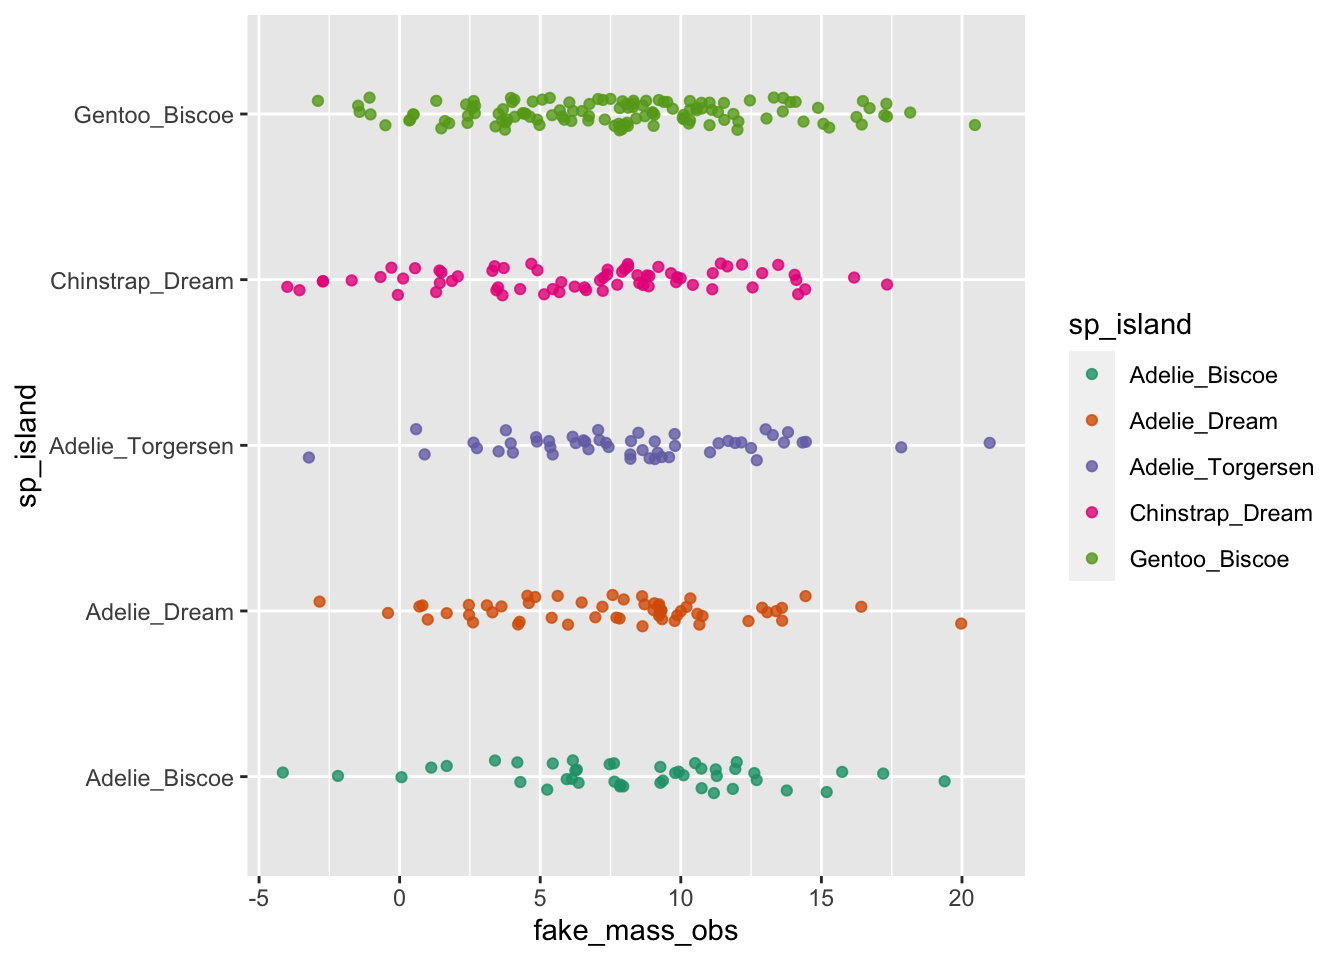 sp_island
Gentoo_Biscoe
Chinstrap_Dream
Adelie_Torgersen
Adelie_Dream
Adelie_Biscoe
-5 0 5 10 15 20
fake_mass_obs
sp_island
Adelie_Biscoe
Adelie_Dream
Adelie_Torgersen
Chinstrap_Dream
Gentoo_Biscoe